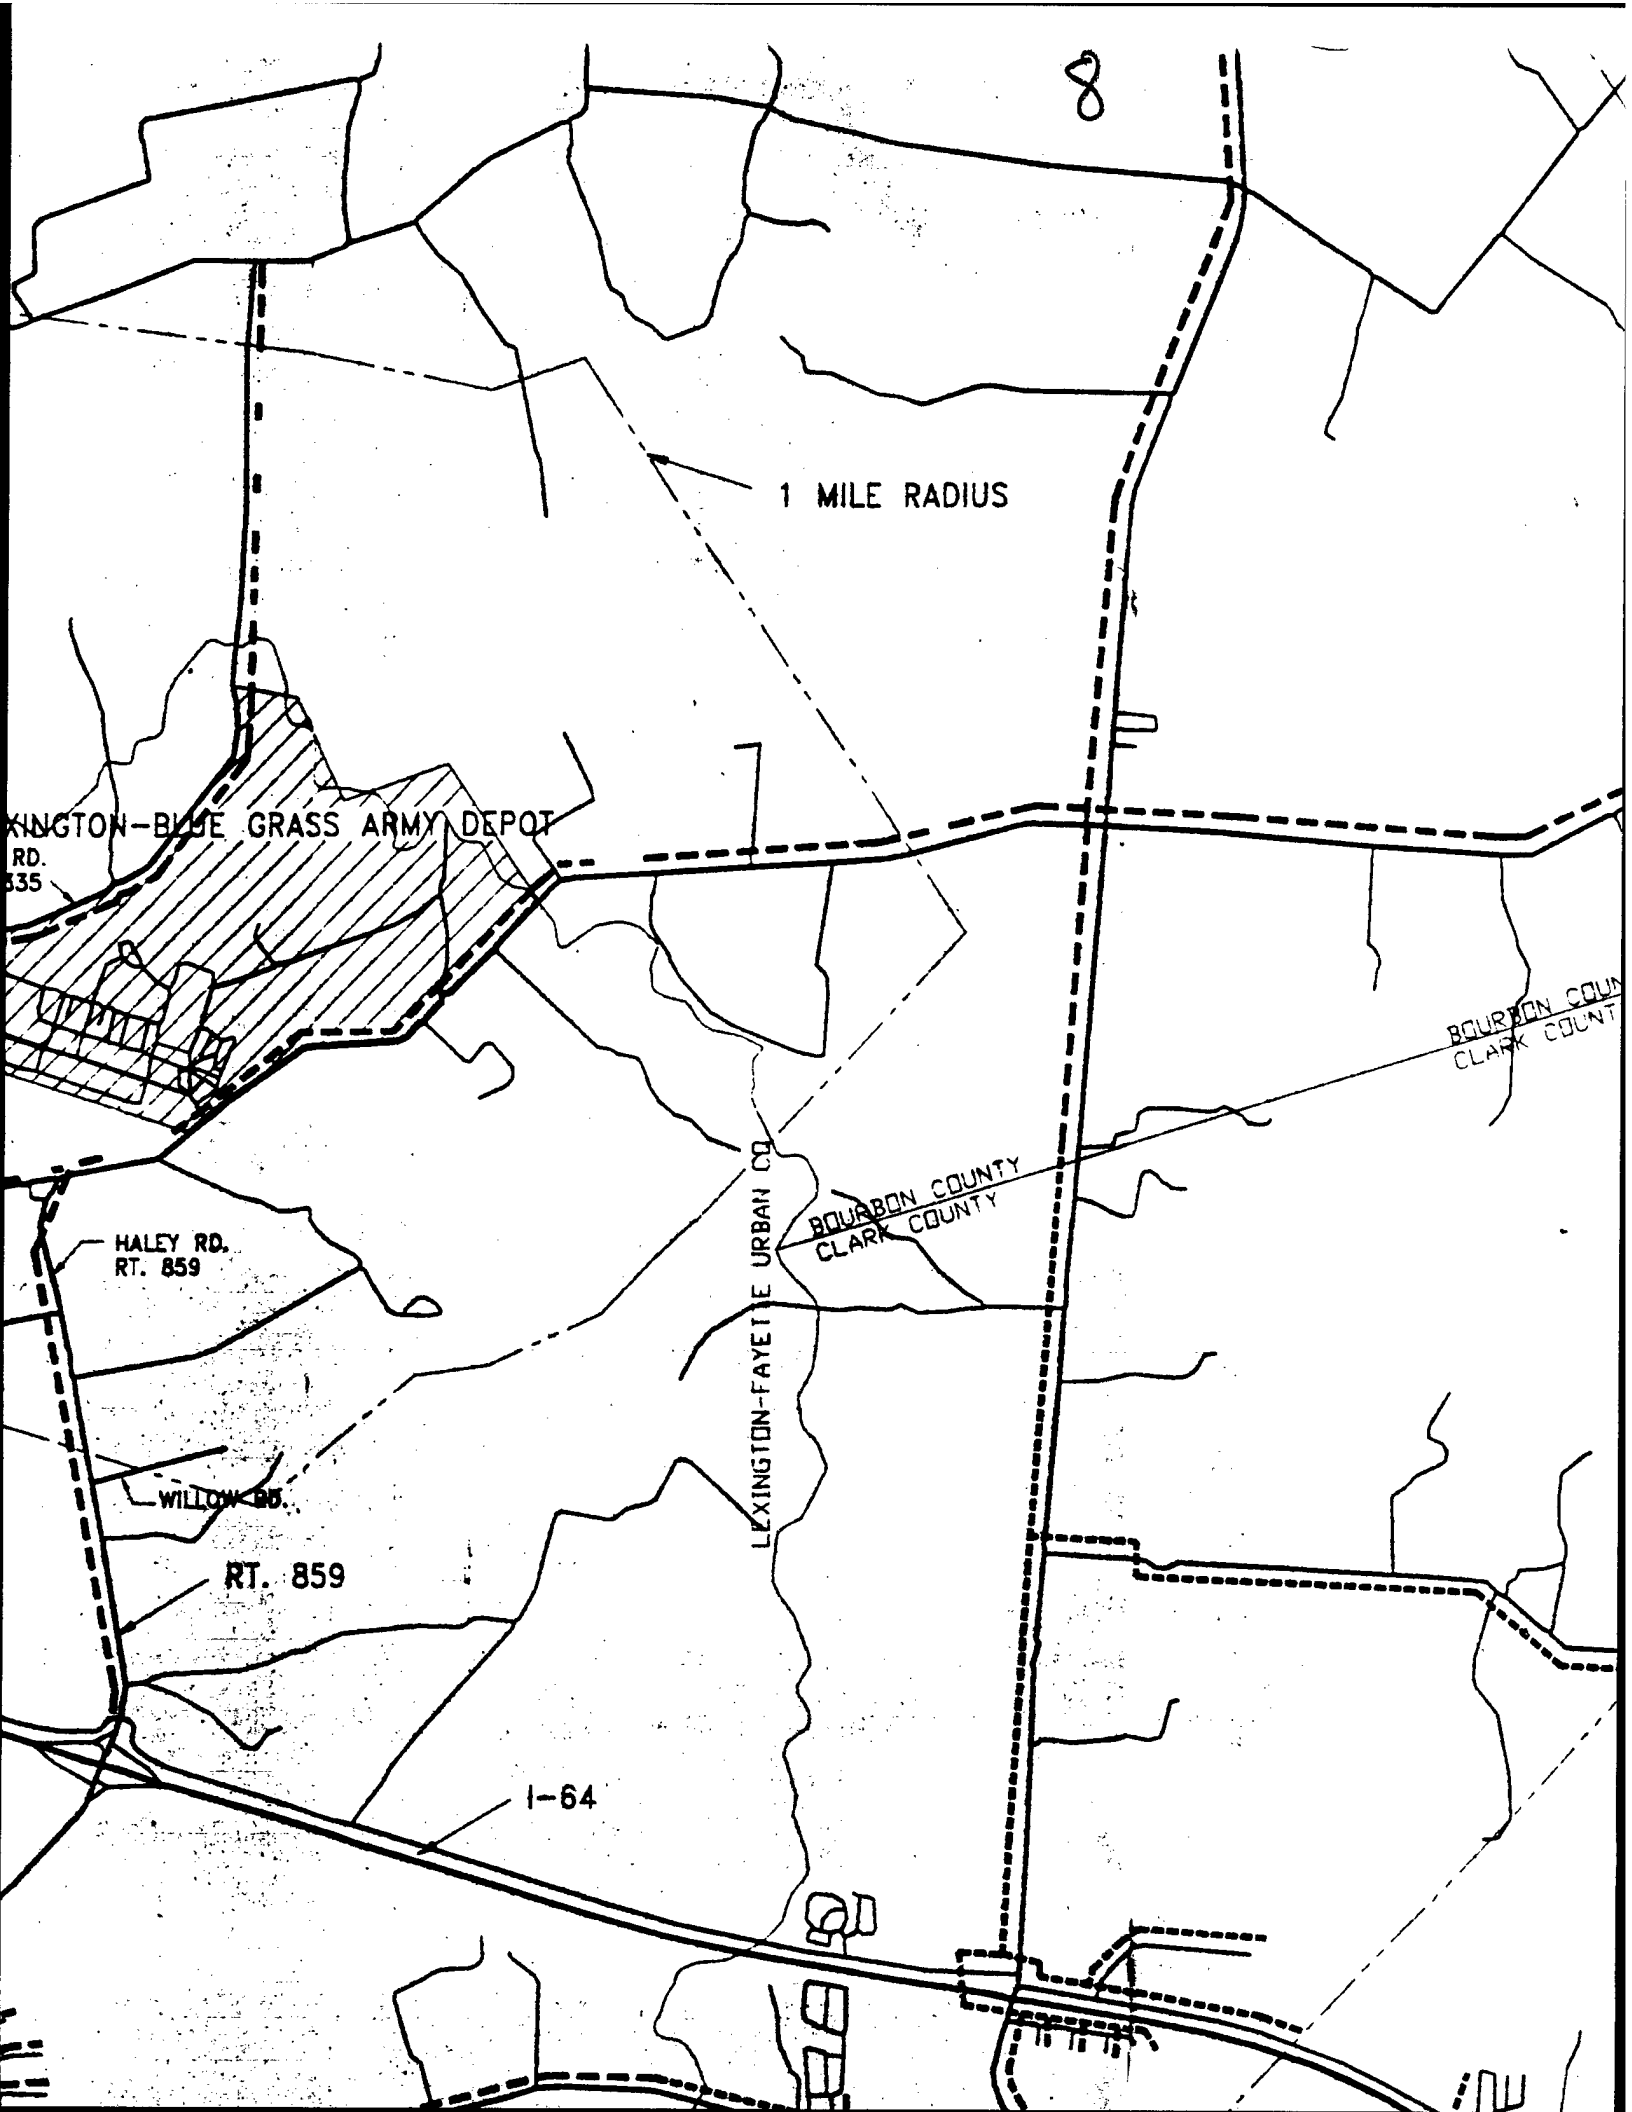 8
1 MILE RADIUS
XINGTON-BLUE GRASS ARMY DEPOT
RD.
335
BOURBON COUN
CLARK COUNT
LEXINGTON-FAYETTE URBAN CO
BOURBON COUNTY
CLARK COUNTY
HALEY RD.
RT. 859
WILLOW RD.
RT. 859
I-64